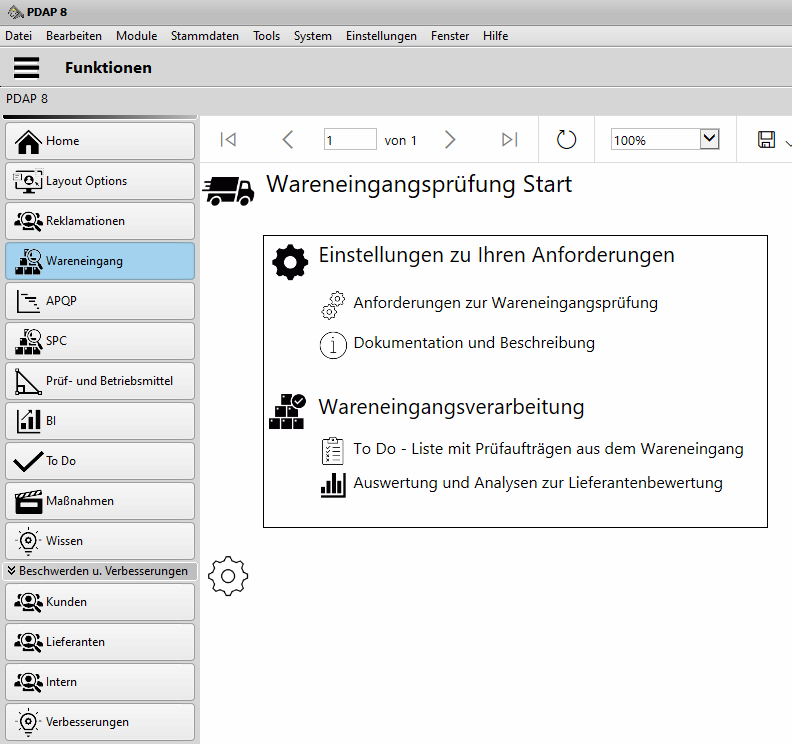 PDAP 8
Datei Bearbeiten Module Stammdaten Tools System Einstellungen Fenster Hilfe
Funktionen
PDAP 8
Home
Layout Options
Reklamationen
Wareneingang
APQP
SPC
Prüf- und Betriebsmittel
BI
To Do
Maßnahmen
Wissen
Beschwerden u. Verbesserungen
Kunden
Lieferanten
Intern
Verbesserungen
1 von 1 100%
Wareneingangsprüfung Start
Einstellungen zu Ihren Anforderungen
Anforderungen zur Wareneingangsprüfung
Dokumentation und Beschreibung
Wareneingangsverarbeitung
To Do - Liste mit Prüfaufträgen aus dem Wareneingang
Auswertung und Analysen zur Lieferantenbewertung